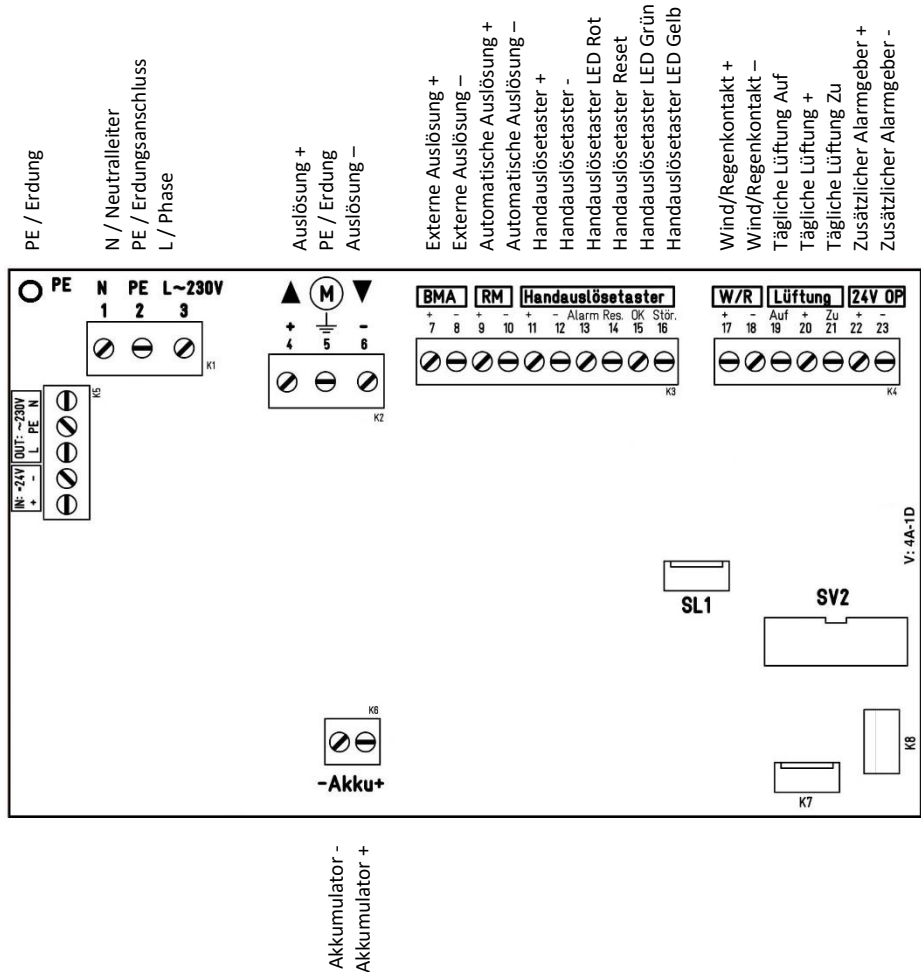 PE / Erdung
N / Neutralleiter
PE / Erdungsanschluss
L / Phase
Auslösung +
PE / Erdung
Auslösung –
Externe Auslösung +
Externe Auslösung –
Automatische Auslösung +
Automatische Auslösung –
Handauslösetaster +
Handauslösetaster -
Handauslösetaster LED Rot
Handauslösetaster Reset
Handauslösetaster LED Grün
Handauslösetaster LED Gelb
Wind/Regenkontakt +
Wind/Regenkontakt –
Tägliche Lüftung Auf
Tägliche Lüftung +
Tägliche Lüftung Zu
Zusätzlicher Alarmgeber +
Zusätzlicher Alarmgeber -
PE
N PE L~230V
1 2 3
K1
M
+ -
4 5 6
K2
BMA RM Handauslösetaster
+ - + - + - Alarm Res. OK Stör.
7 8 9 10 11 12 13 14 15 16
K3
W/R Lüftung 24V OP
+ - Auf + Zu + -
17 18 19 20 21 22 23
K4
K5
OUT: ~230V
L PE N
IN: =24V
+ -
V: 4A-1D
SL1
SV2
K6
-Akku+
K8
K7
Akkumulator -
Akkumulator +